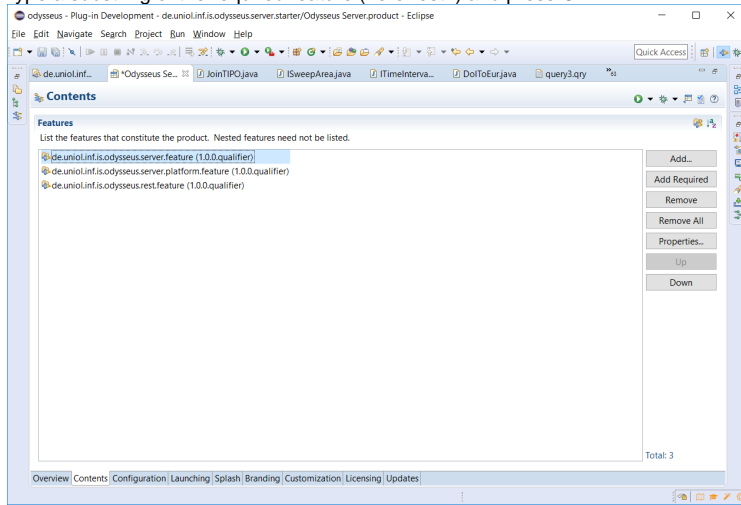 odysseus - Plug-in Development - de.uniol.inf.is.odysseus.server.starter/Odysseus Server.product - Eclipse
File Edit Navigate Search Project Run Window Help
Quick Access
de.uniol.inf... *Odysseus Se... JoinTIPO.java ISweepArea.java ITimeInterva... DolToEur.java query3.qry »63
Contents
Features
List the features that constitute the product. Nested features need not be listed.
de.uniol.inf.is.odysseus.server.feature (1.0.0.qualifier)
de.uniol.inf.is.odysseus.server.platform.feature (1.0.0.qualifier)
de.uniol.inf.is.odysseus.rest.feature (1.0.0.qualifier)
Add...
Add Required
Remove
Remove All
Properties...
Up
Down
Total: 3
Overview Contents Configuration Launching Splash Branding Customization Licensing Updates